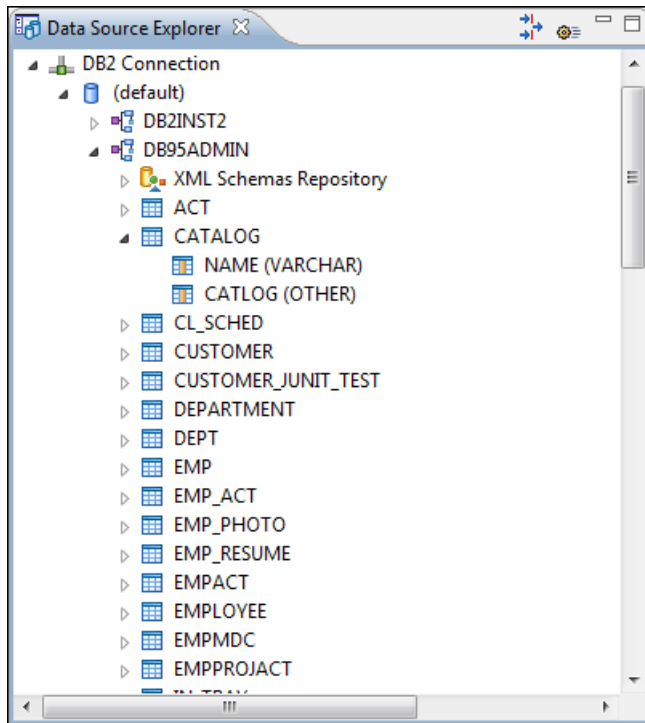 Data Source Explorer
DB2 Connection
(default)
DB2INST2
DB95ADMIN
XML Schemas Repository
ACT
CATALOG
NAME (VARCHAR)
CATLOG (OTHER)
CL_SCHED
CUSTOMER
CUSTOMER_JUNIT_TEST
DEPARTMENT
DEPT
EMP
EMP_ACT
EMP_PHOTO
EMP_RESUME
EMPACT
EMPLOYEE
EMPMDC
EMPPROJACT
IN_TRAY